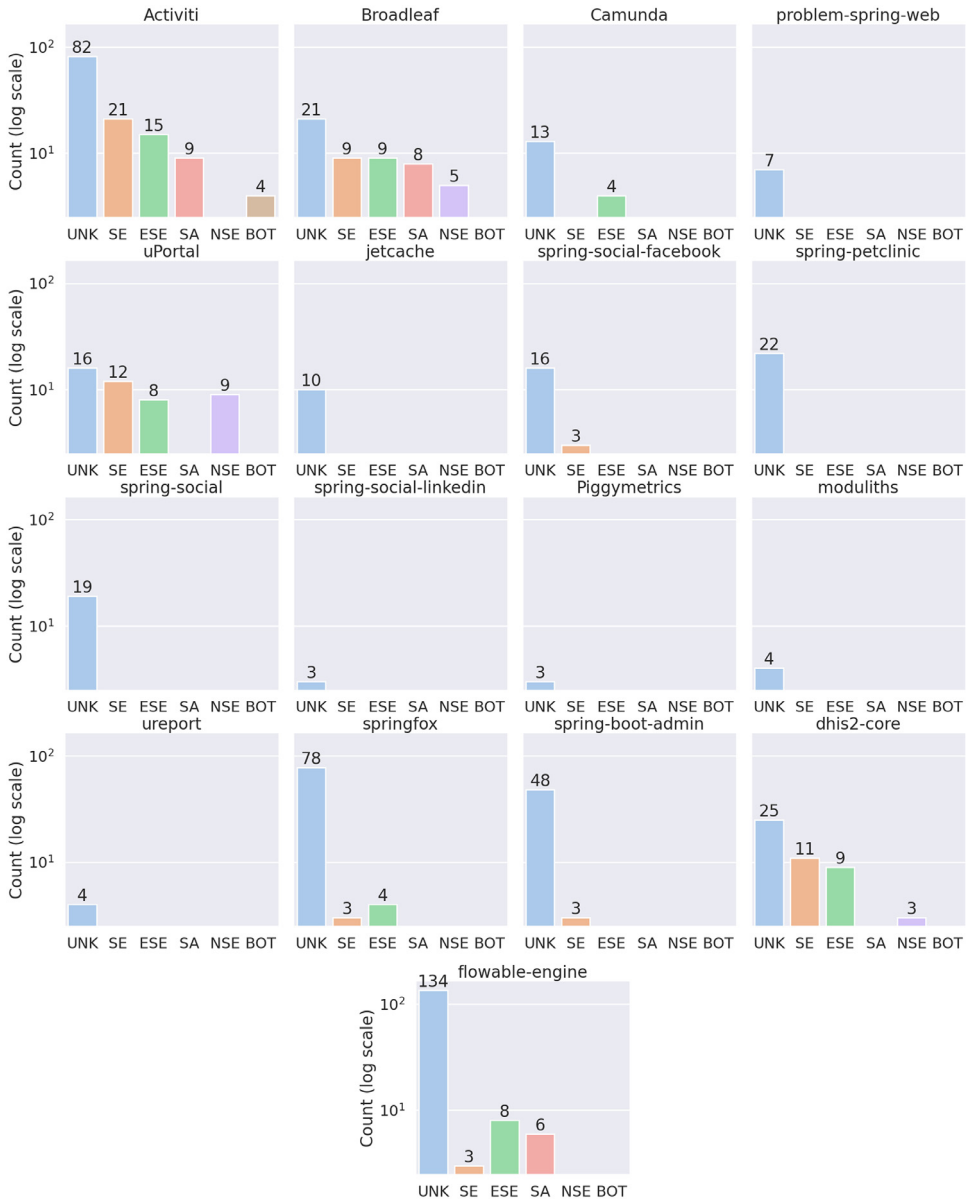 Activiti Broadleaf Camunda problem-spring-web
Count (log scale)
10² 10¹
82 21 15 9 4
21 9 9 8 5
13 4
7
UNK SE ESE SA NSE BOT UNK SE ESE SA NSE BOT UNK SE ESE SA NSE BOT UNK SE ESE SA NSE BOT
uPortal jetcache spring-social-facebook spring-petclinic
Count (log scale)
10² 10¹
16 12 8 9
10
16 3
22
UNK SE ESE SA NSE BOT UNK SE ESE SA NSE BOT UNK SE ESE SA NSE BOT UNK SE ESE SA NSE BOT
spring-social spring-social-linkedin Piggymetrics moduliths
Count (log scale)
10² 10¹
19
3
3
4
UNK SE ESE SA NSE BOT UNK SE ESE SA NSE BOT UNK SE ESE SA NSE BOT UNK SE ESE SA NSE BOT
ureport springfox spring-boot-admin dhis2-core
Count (log scale)
10² 10¹
4
78 3 4
48 3
25 11 9 3
UNK SE ESE SA NSE BOT UNK SE ESE SA NSE BOT UNK SE ESE SA NSE BOT UNK SE ESE SA NSE BOT
flowable-engine
Count (log scale)
10² 10¹
134 3 8 6
UNK SE ESE SA NSE BOT